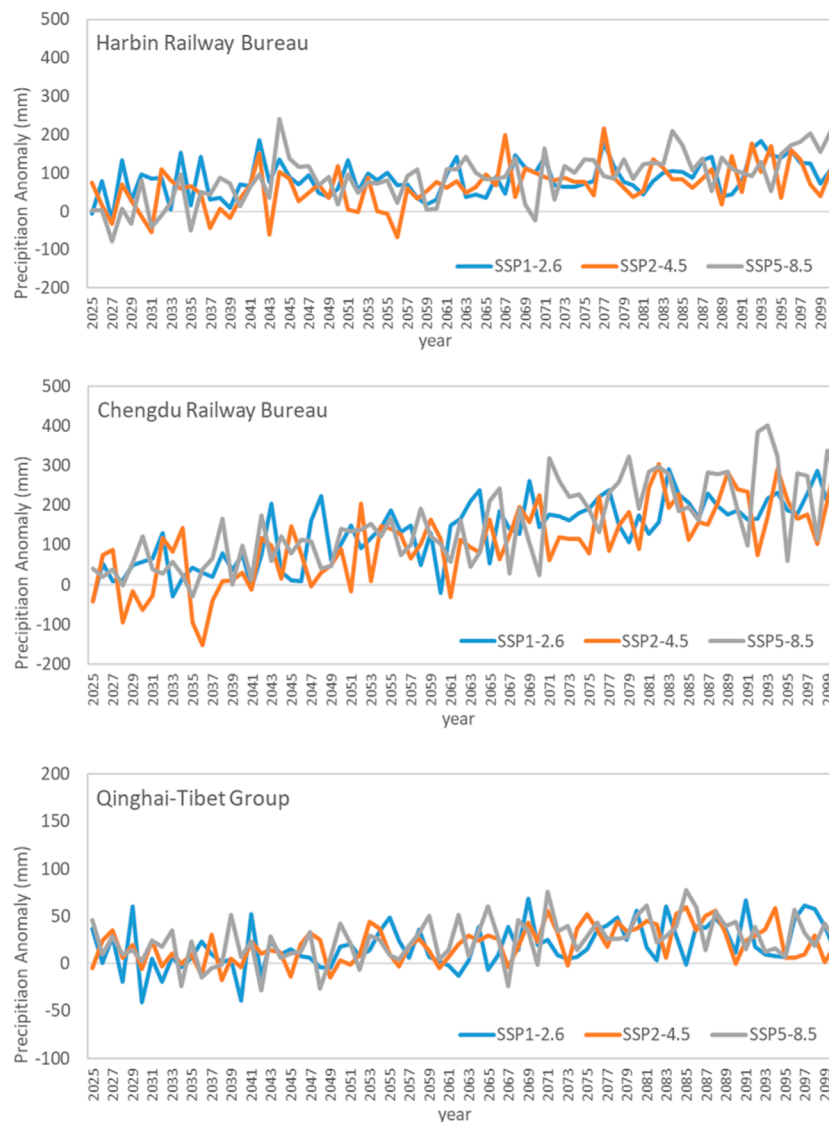 Harbin Railway Bureau
Precipitiaon Anomaly (mm)
500
400
300
200
100
0
-100
-200
SSP1-2.6 SSP2-4.5 SSP5-8.5
2025 2027 2029 2031 2033 2035 2037 2039 2041 2043 2045 2047 2049 2051 2053 2055 2057 2059 2061 2063 2065 2067 2069 2071 2073 2075 2077 2079 2081 2083 2085 2087 2089 2091 2093 2095 2097 2099
year
Chengdu Railway Bureau
Precipitiaon Anomaly (mm)
500
400
300
200
100
0
-100
-200
SSP1-2.6 SSP2-4.5 SSP5-8.5
2025 2027 2029 2031 2033 2035 2037 2039 2041 2043 2045 2047 2049 2051 2053 2055 2057 2059 2061 2063 2065 2067 2069 2071 2073 2075 2077 2079 2081 2083 2085 2087 2089 2091 2093 2095 2097 2099
year
Qinghai-Tibet Group
Precipitiaon Anomaly (mm)
200
150
100
50
0
-50
-100
SSP1-2.6 SSP2-4.5 SSP5-8.5
2025 2027 2029 2031 2033 2035 2037 2039 2041 2043 2045 2047 2049 2051 2053 2055 2057 2059 2061 2063 2065 2067 2069 2071 2073 2075 2077 2079 2081 2083 2085 2087 2089 2091 2093 2095 2097 2099
year